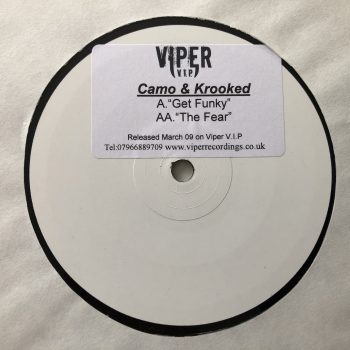 VIPER
V.I.P
Camo & Krooked
A."Get Funky"
AA."The Fear"
Released March 09 on Viper V.I.P
Tel:07966889709 www.viperrecordings.co.uk